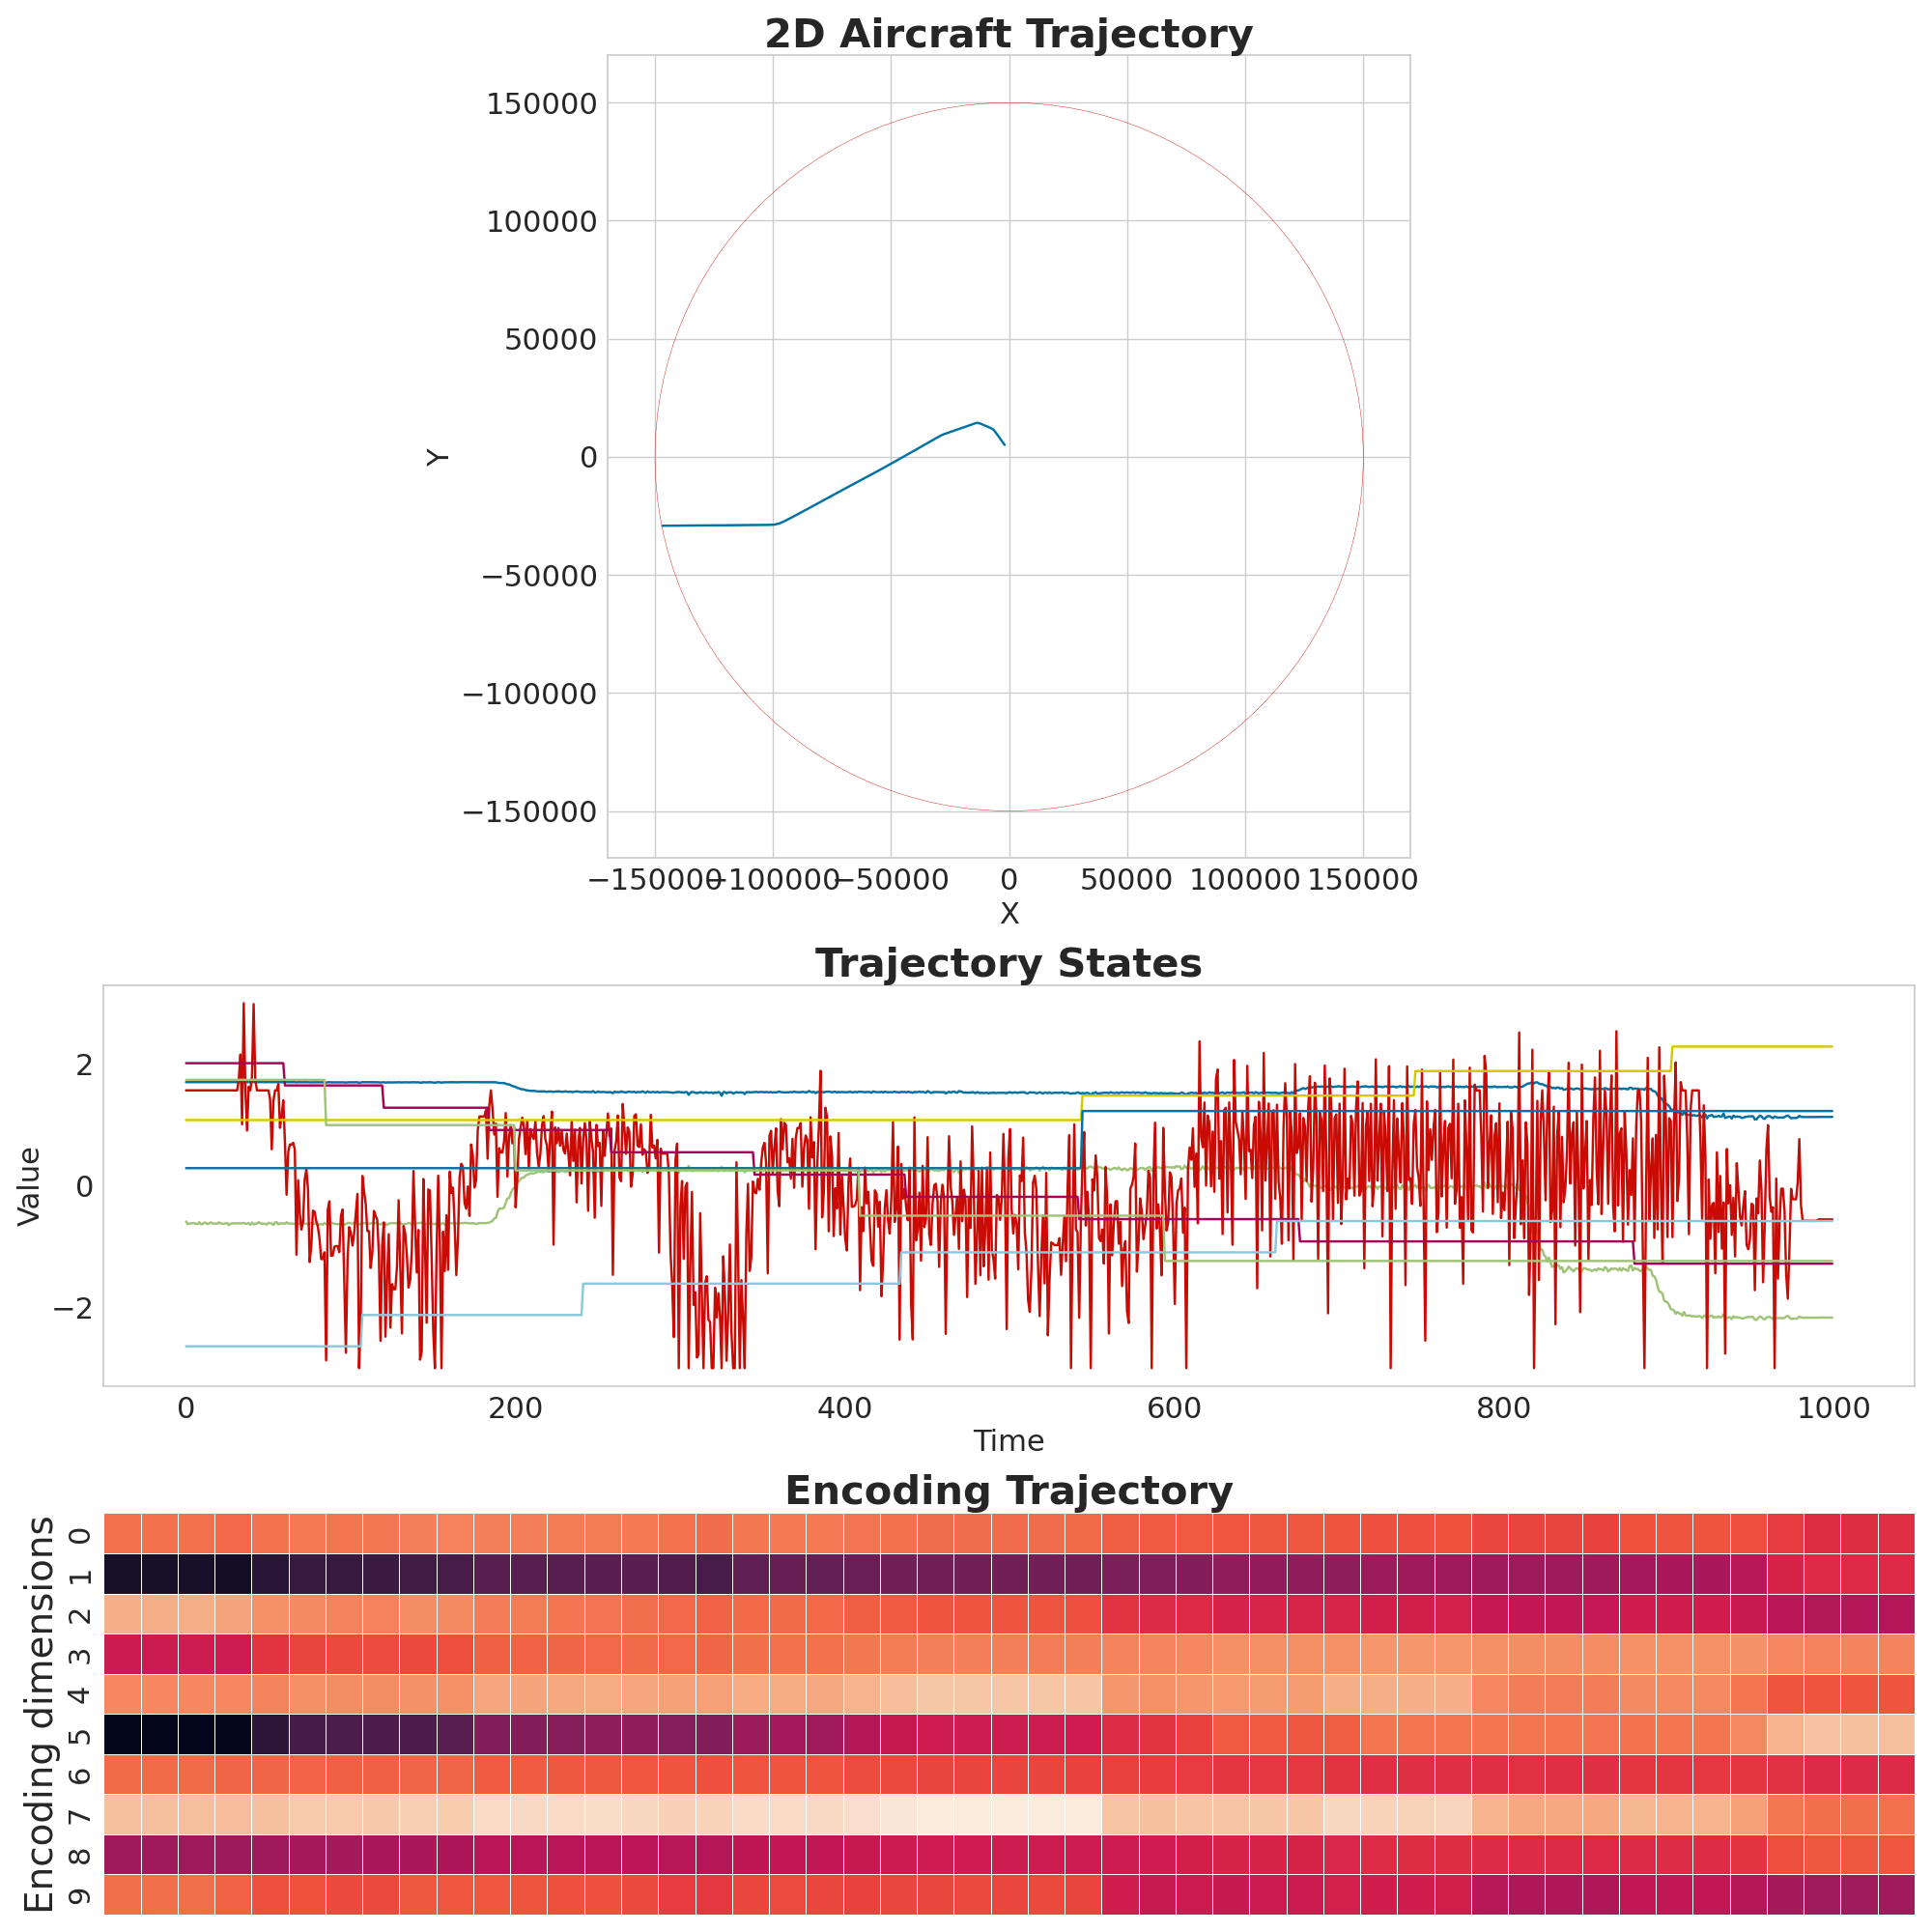 2D Aircraft Trajectory
150000
100000
50000
0
−50000
−100000
−150000
Y
−150000 −100000 −50000 0 50000 100000 150000
X
Trajectory States
2
0
−2
Value
0 200 400 600 800 1000
Time
Encoding Trajectory
Encoding dimensions
0
1
2
3
4
5
6
7
8
9